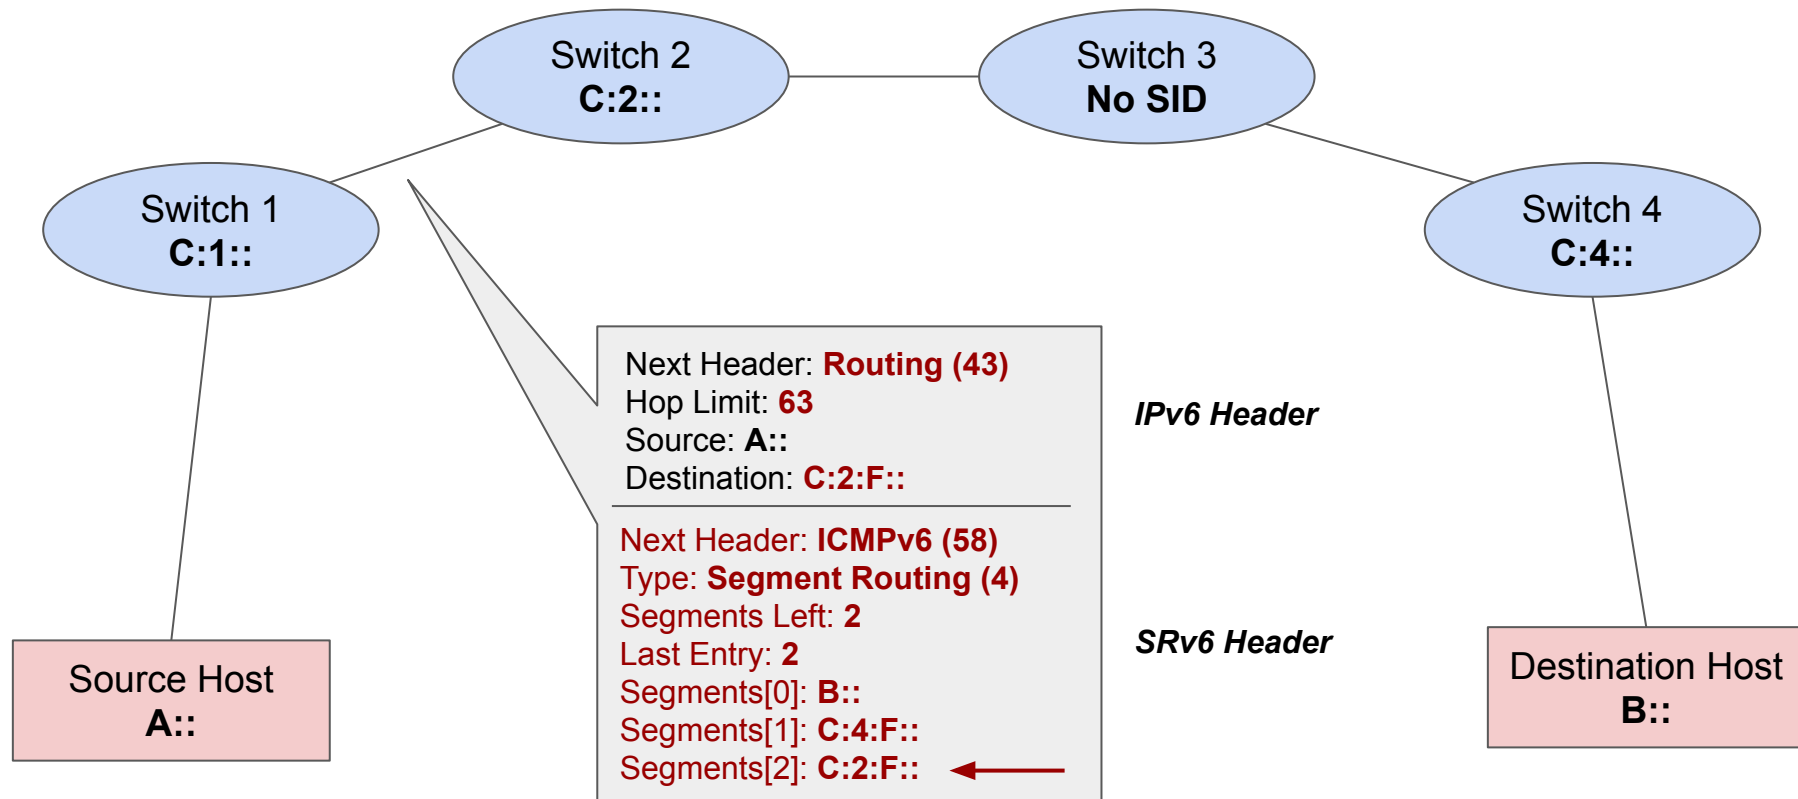 Switch 2
C:2::
Switch 3
No SID
Switch 1
C:1::
Switch 4
C:4::
Next Header: Routing (43)
Hop Limit: 63
Source: A::
Destination: C:2:F::
IPv6 Header
Next Header: ICMPv6 (58)
Type: Segment Routing (4)
Segments Left: 2
Last Entry: 2
Segments[0]: B::
Segments[1]: C:4:F::
Segments[2]: C:2:F::
SRv6 Header
Source Host
A::
Destination Host
B::